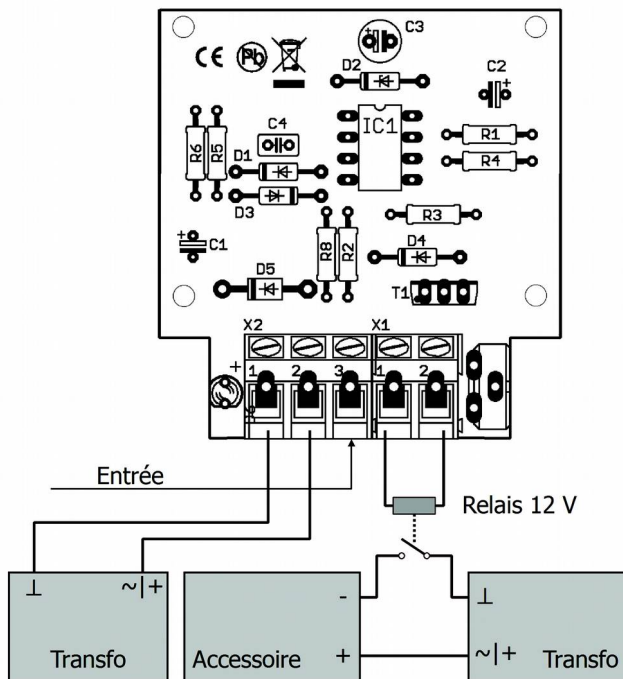 C3
D2
C2
CE Pb
IC1
C4
R1
R6 R5
D1
R4
D3
R3
C1
R8 R2
D4
D5
T1
X2 X1
1 2 3 1 2
Entrée
Relais 12 V
⊥ ~|+ - ⊥
Transfo Accessoire + ~|+ Transfo